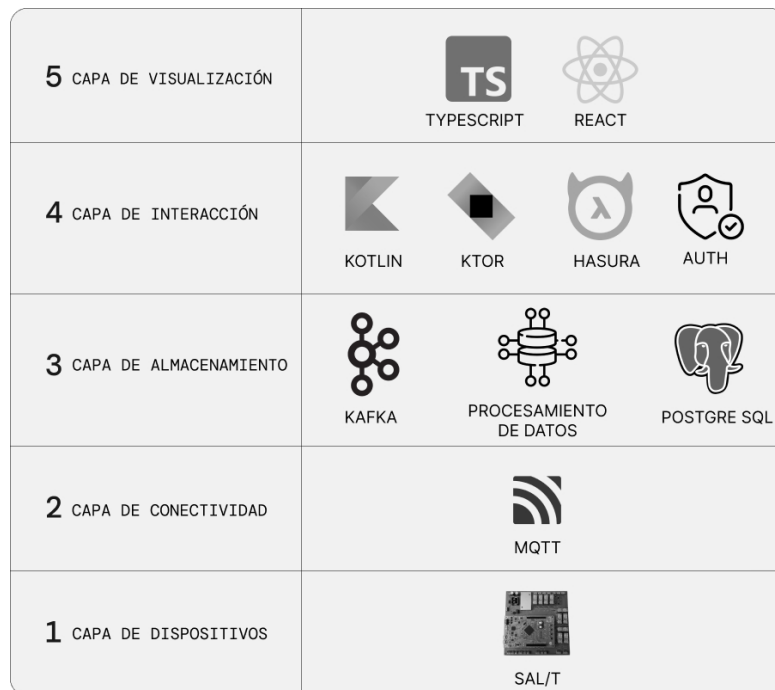 5 CAPA DE VISUALIZACIÓN
TS
TYPESCRIPT
REACT
4 CAPA DE INTERACCIÓN
λ
KOTLIN
KTOR
HASURA
AUTH
3 CAPA DE ALMACENAMIENTO
KAFKA
PROCESAMIENTO
DE DATOS
POSTGRE SQL
2 CAPA DE CONECTIVIDAD
MQTT
1 CAPA DE DISPOSITIVOS
SAL/T